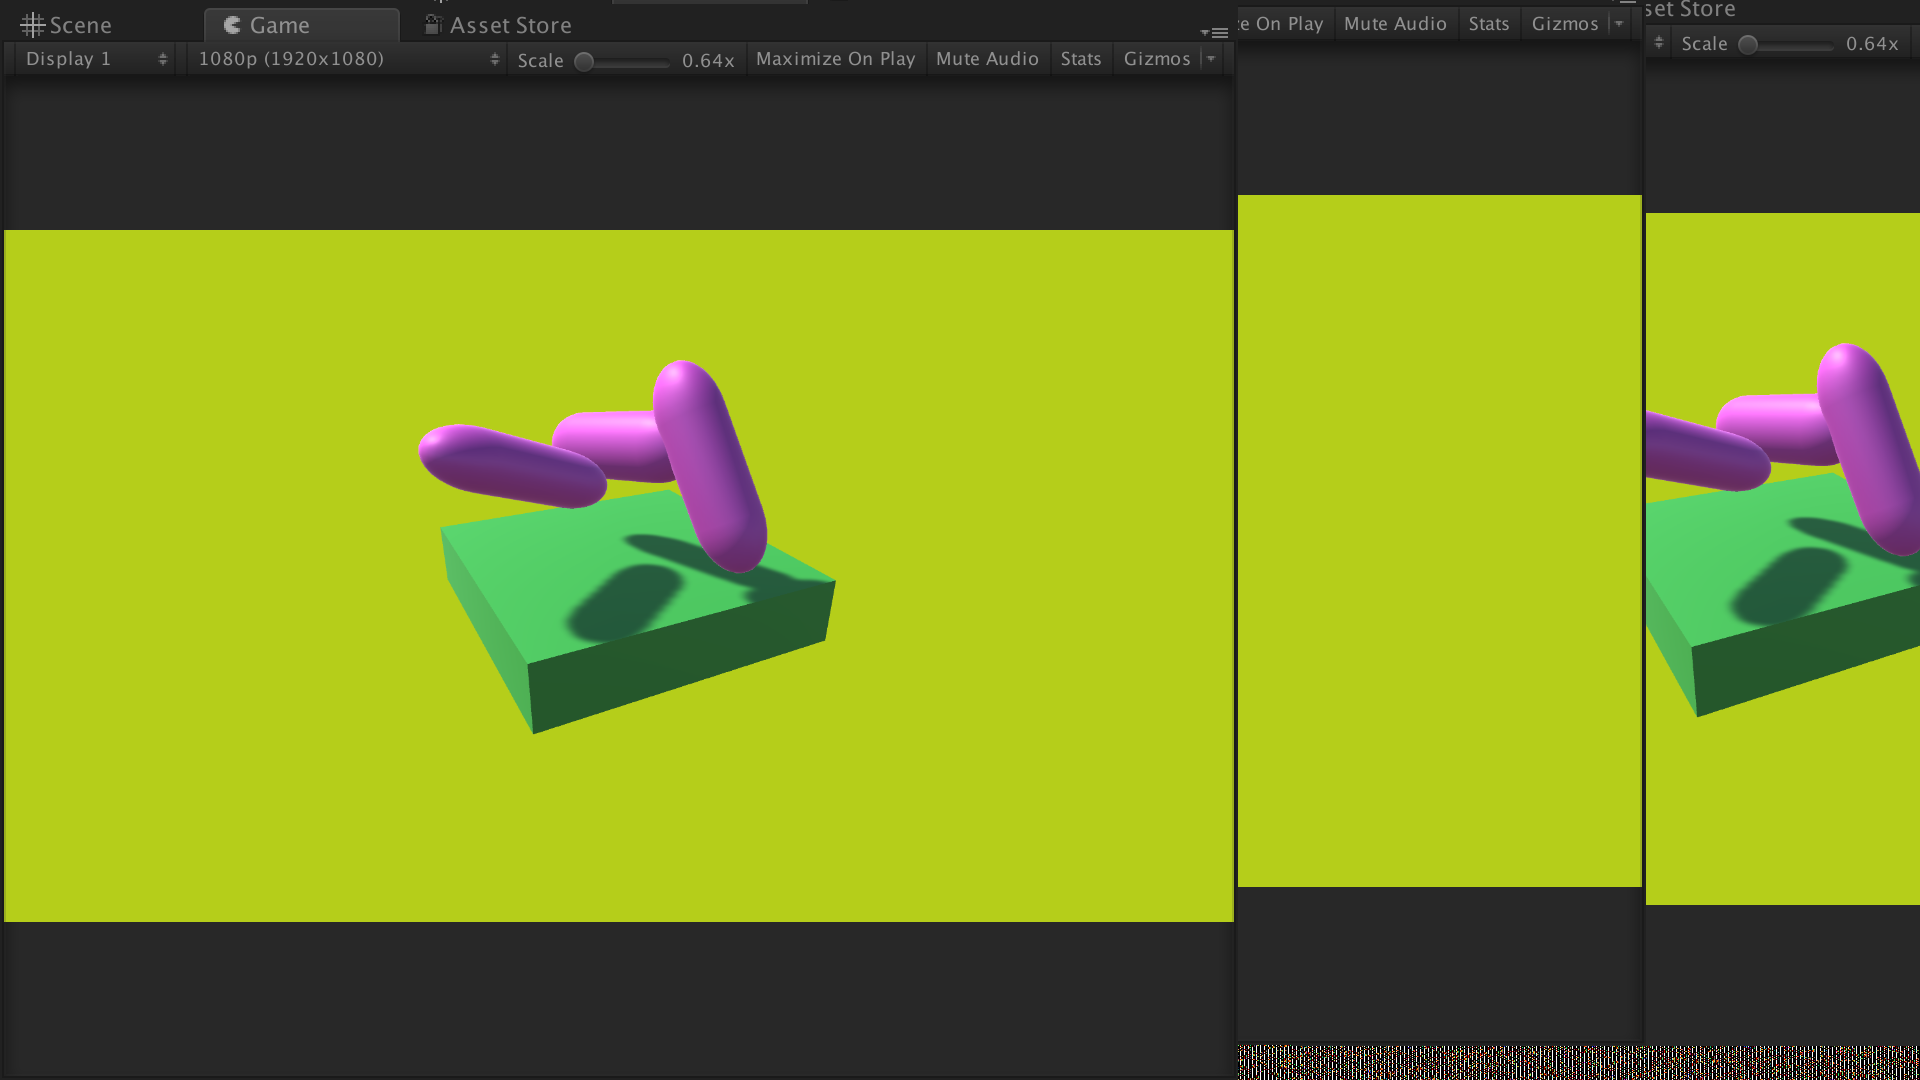 Scene Game Asset Store
Display 1 1080p (1920x1080) Scale 0.64x Maximize On Play Mute Audio Stats Gizmos
On Play Mute Audio Stats Gizmos
set Store
Scale 0.64x